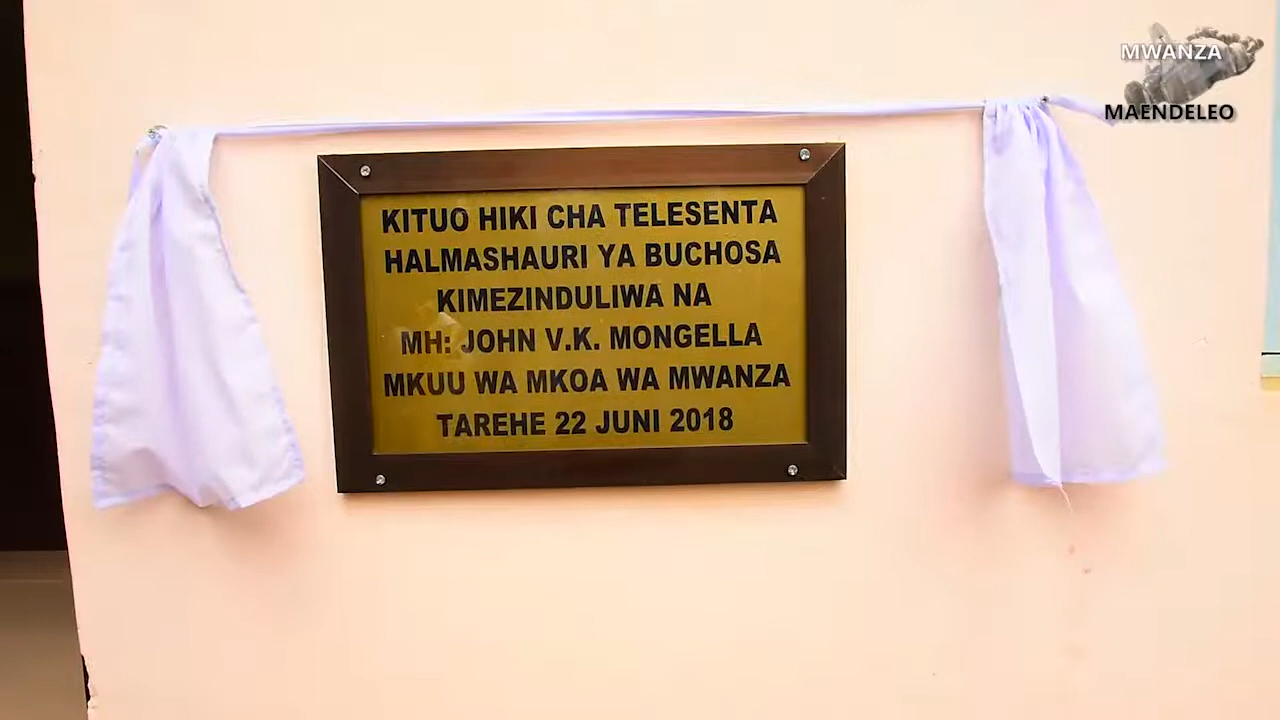 MWANZA
MAENDELEO
KITUO HIKI CHA TELESENTA
HALMASHAURI YA BUCHOSA
KIMEZINDULIWA NA
MH: JOHN V.K. MONGELLA
MKUU WA MKOA WA MWANZA
TAREHE 22 JUNI 2018